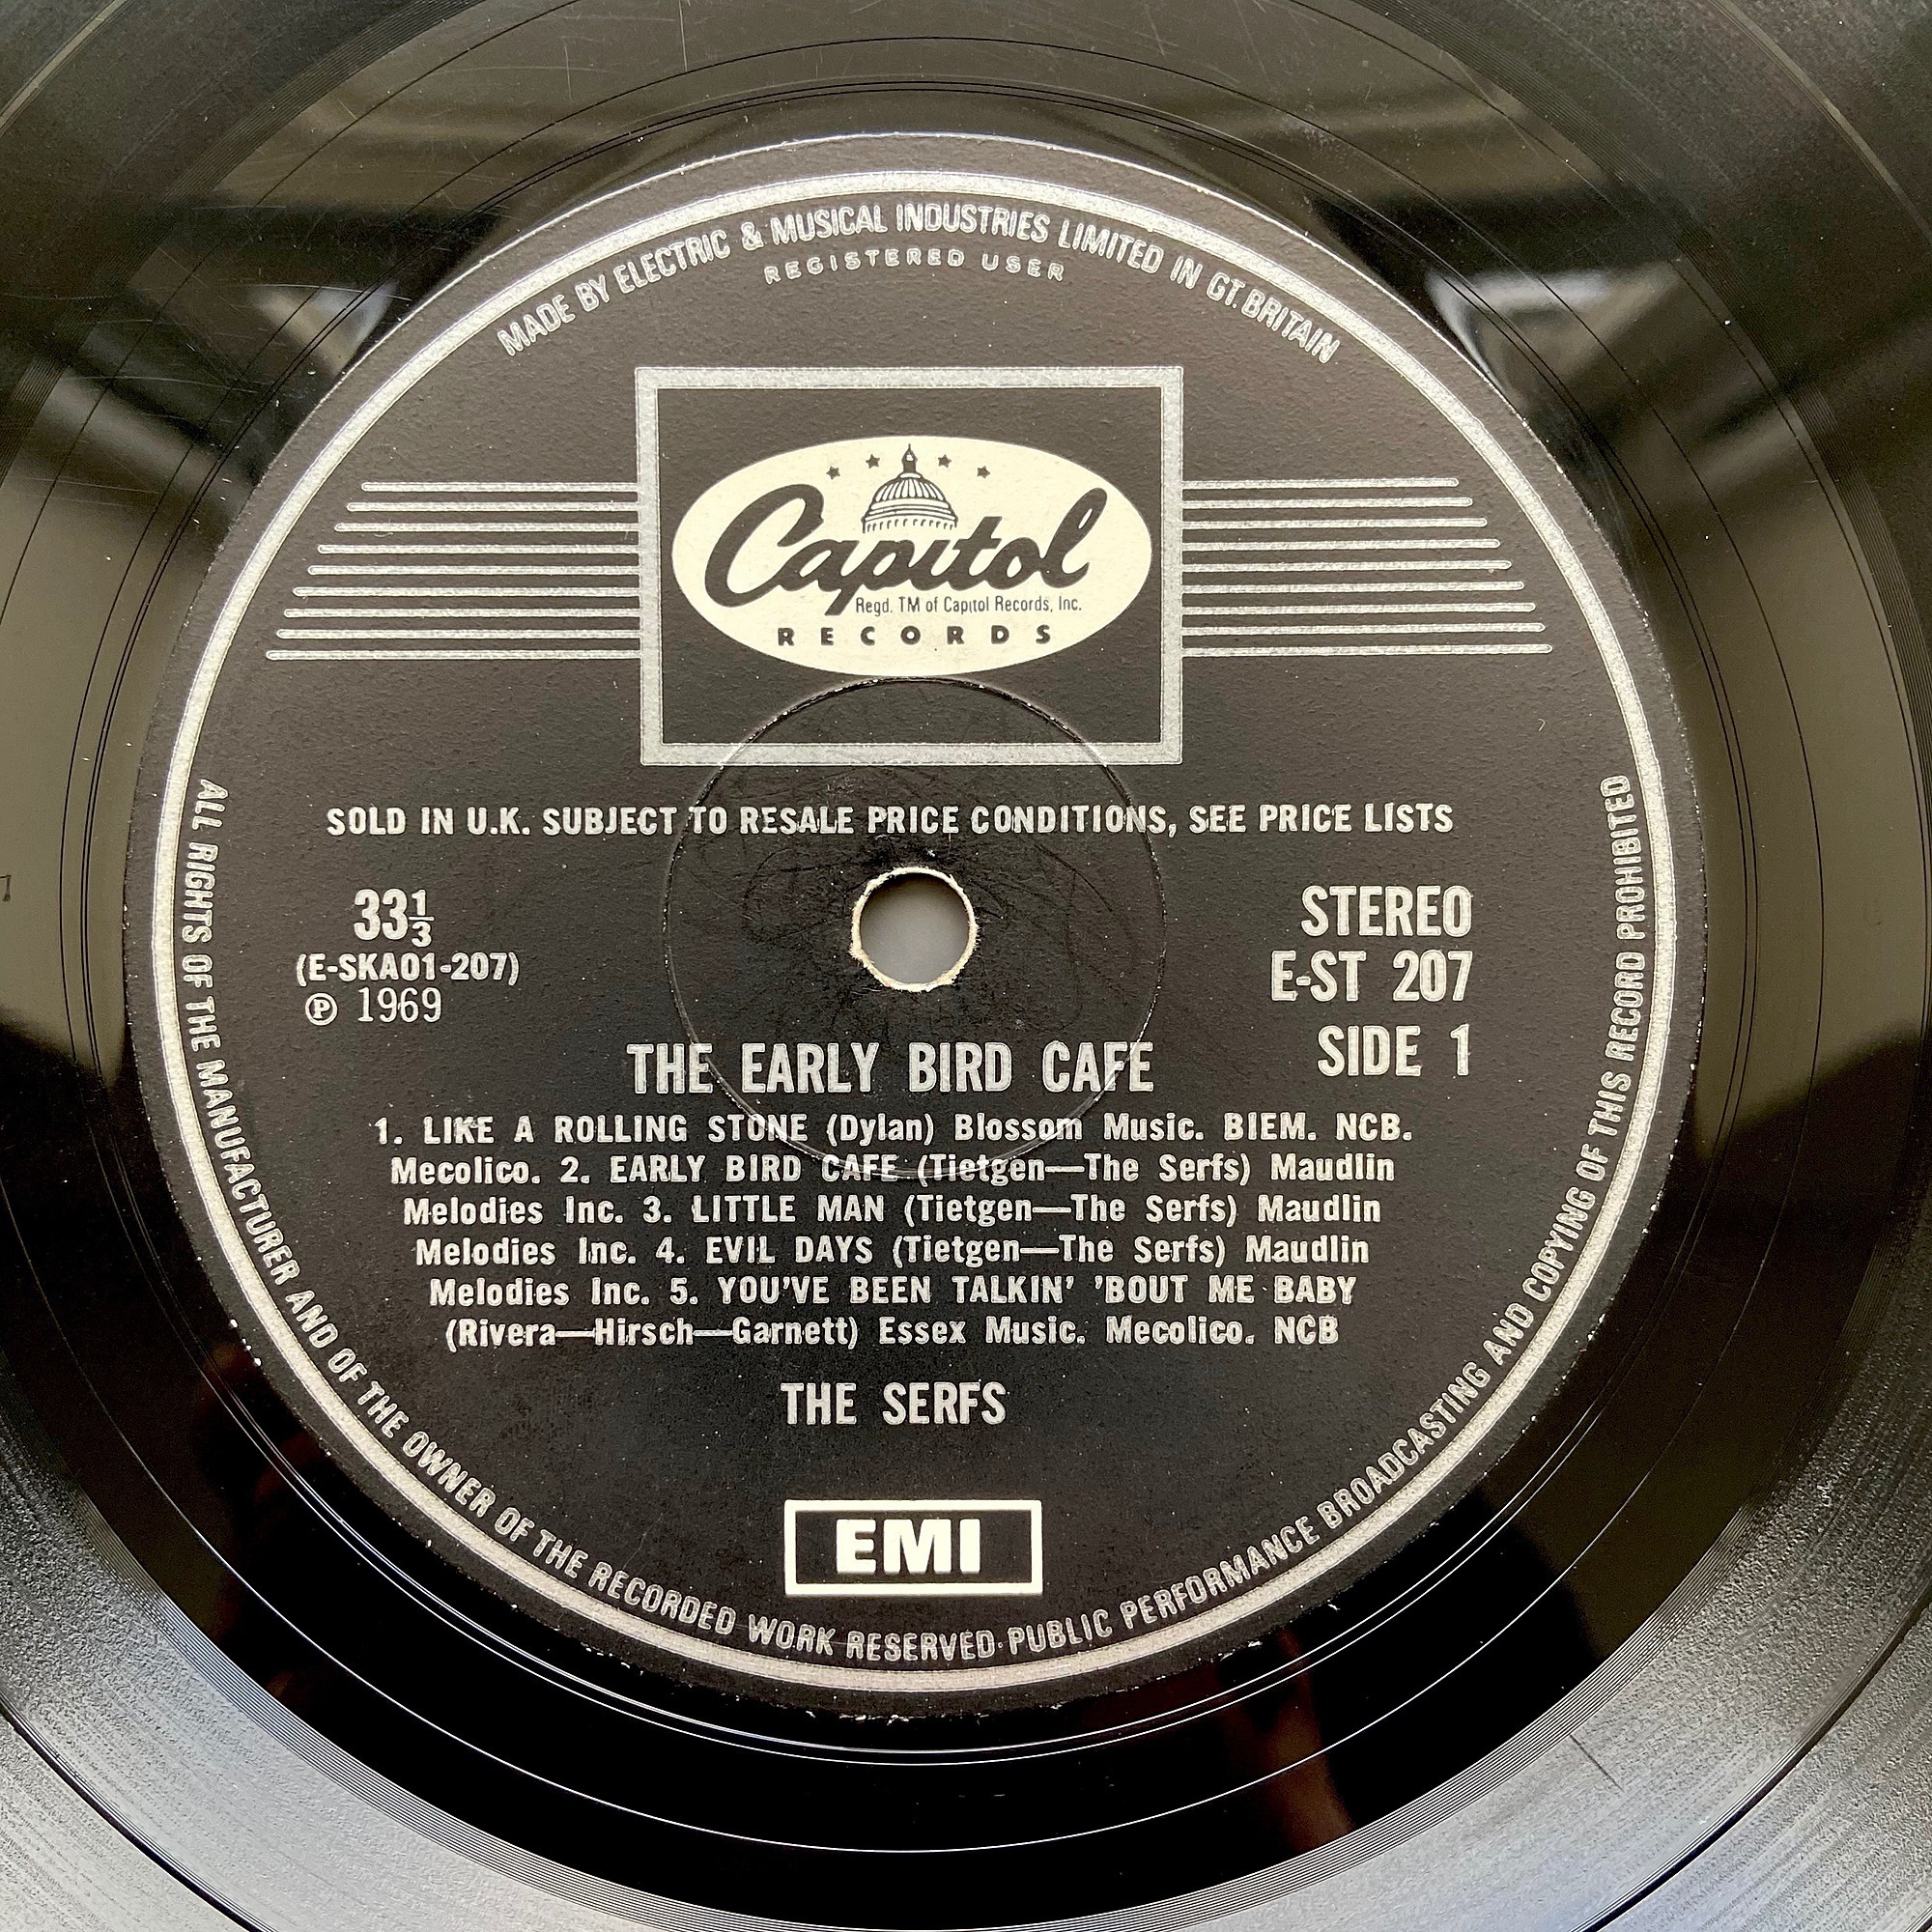 MADE BY ELECTRIC & MUSICAL INDUSTRIES LIMITED IN GT. BRITAIN
REGISTERED USER
Capitol
Regd. TM of Capitol Records, Inc.
RECORDS
SOLD IN U.K. SUBJECT TO RESALE PRICE CONDITIONS, SEE PRICE LISTS
33⅓
(E-SKAO1-207)
℗ 1969
STEREO
E-ST 207
SIDE 1
THE EARLY BIRD CAFE
1. LIKE A ROLLING STONE (Dylan) Blossom Music. BIEM. NCB.
Mecolico. 2. EARLY BIRD CAFE (Tietgen—The Serfs) Maudlin
Melodies Inc. 3. LITTLE MAN (Tietgen—The Serfs) Maudlin
Melodies Inc. 4. EVIL DAYS (Tietgen—The Serfs) Maudlin
Melodies Inc. 5. YOU'VE BEEN TALKIN' 'BOUT ME BABY
(Rivera—Hirsch—Garnett) Essex Music. Mecolico. NCB
THE SERFS
EMI
ALL RIGHTS OF THE MANUFACTURER AND OF THE OWNER OF THE RECORDED WORK RESERVED·PUBLIC PERFORMANCE BROADCASTING AND COPYING OF THIS RECORD PROHIBITED